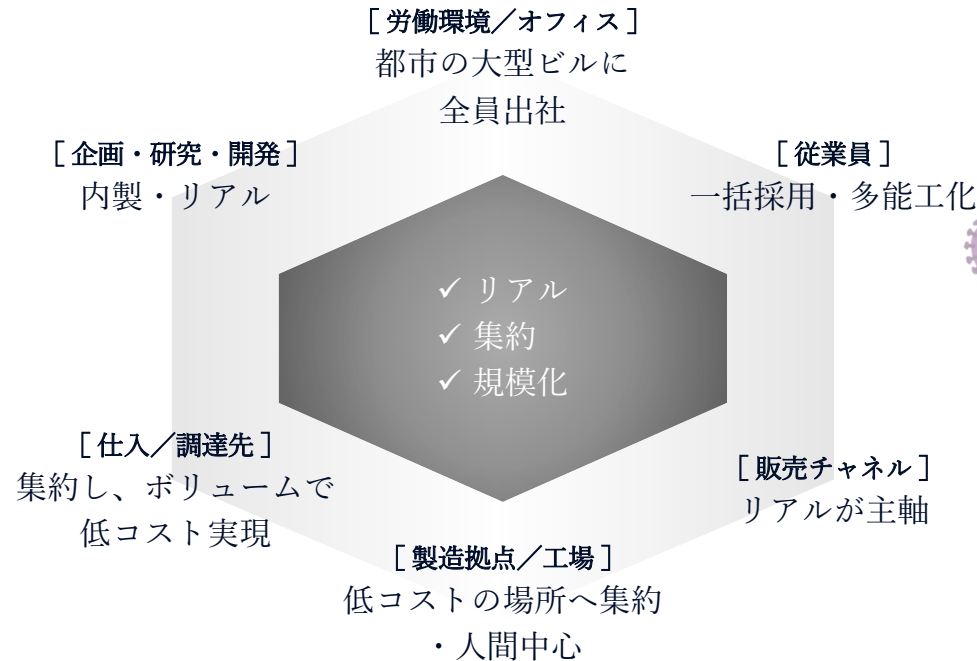 ［ 労働環境／オフィス ］
都市の大型ビルに
全員出社
［ 企画・研究・開発 ］
内製・リアル
［ 従業員 ］
一括採用・多能工化
✓ リアル
✓ 集約
✓ 規模化
［ 仕入／調達先 ］
集約し、ボリュームで
低コスト実現
［ 販売チャネル ］
リアルが主軸
［ 製造拠点／工場 ］
低コストの場所へ集約
・人間中心